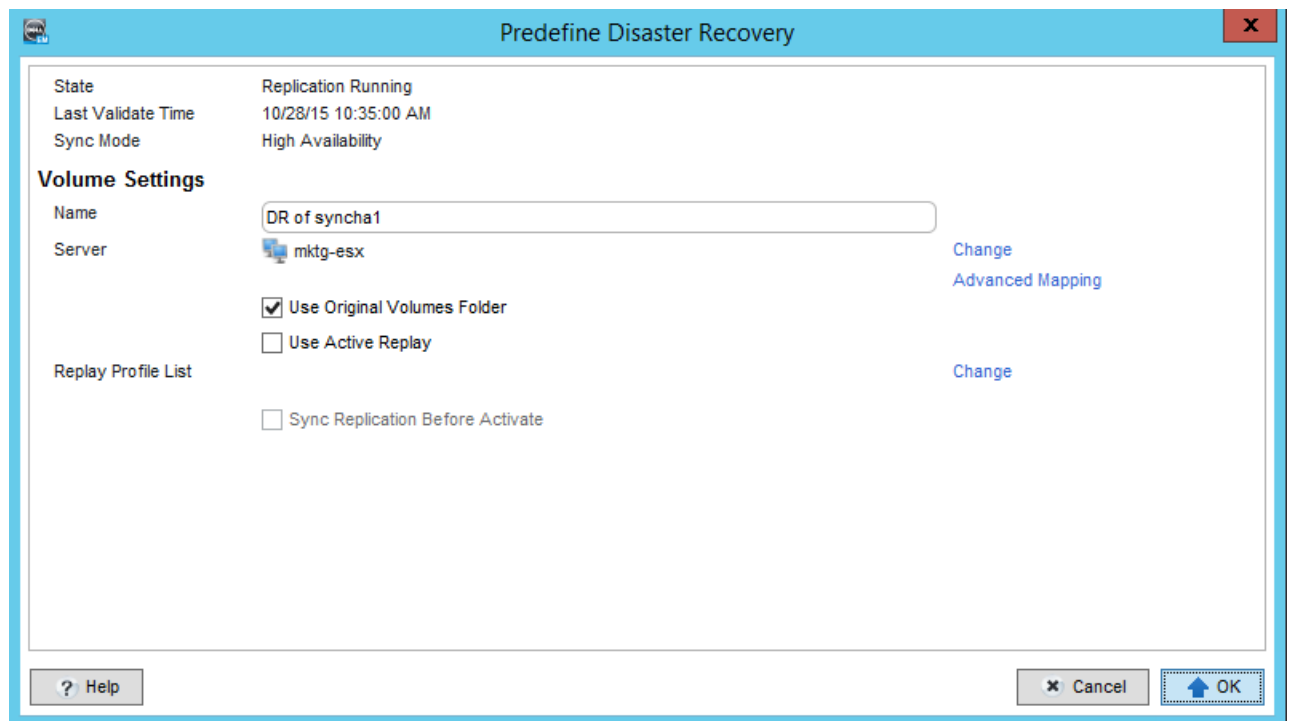 Predefine Disaster Recovery
x
State Replication Running
Last Validate Time 10/28/15 10:35:00 AM
Sync Mode High Availability
Volume Settings
Name DR of syncha1
Server mktg-esx Change
Advanced Mapping
Use Original Volumes Folder
Use Active Replay
Replay Profile List Change
Sync Replication Before Activate
? Help Cancel OK